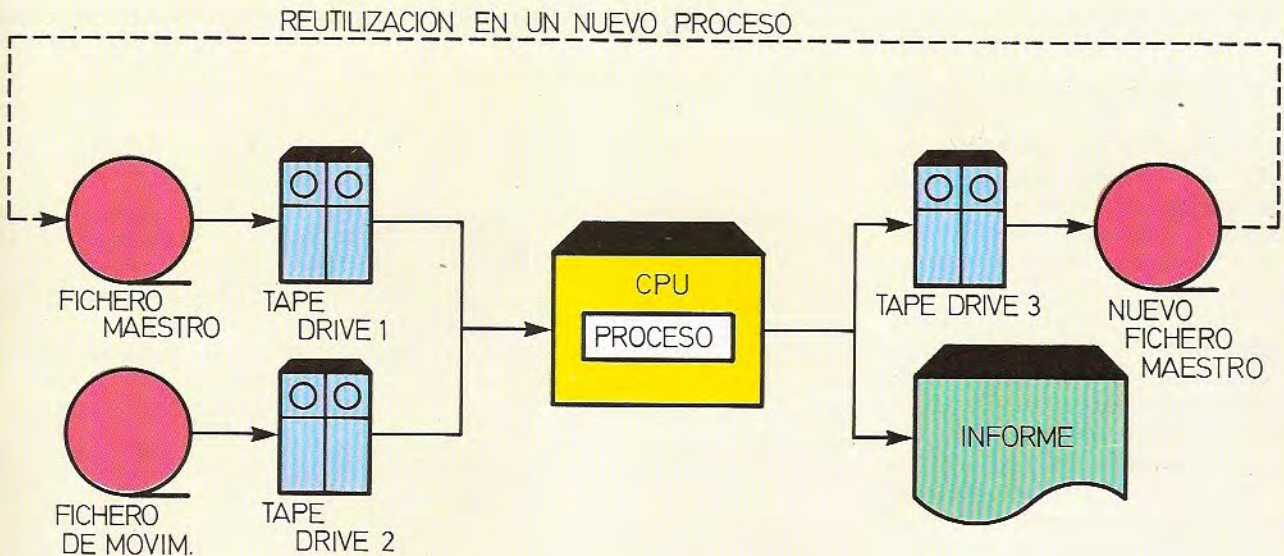 REUTILIZACION EN UN NUEVO PROCESO
FICHERO
MAESTRO
TAPE
DRIVE 1
CPU
PROCESO
TAPE DRIVE 3
NUEVO
FICHERO
MAESTRO
INFORME
FICHERO
DE MOVIM.
TAPE
DRIVE 2